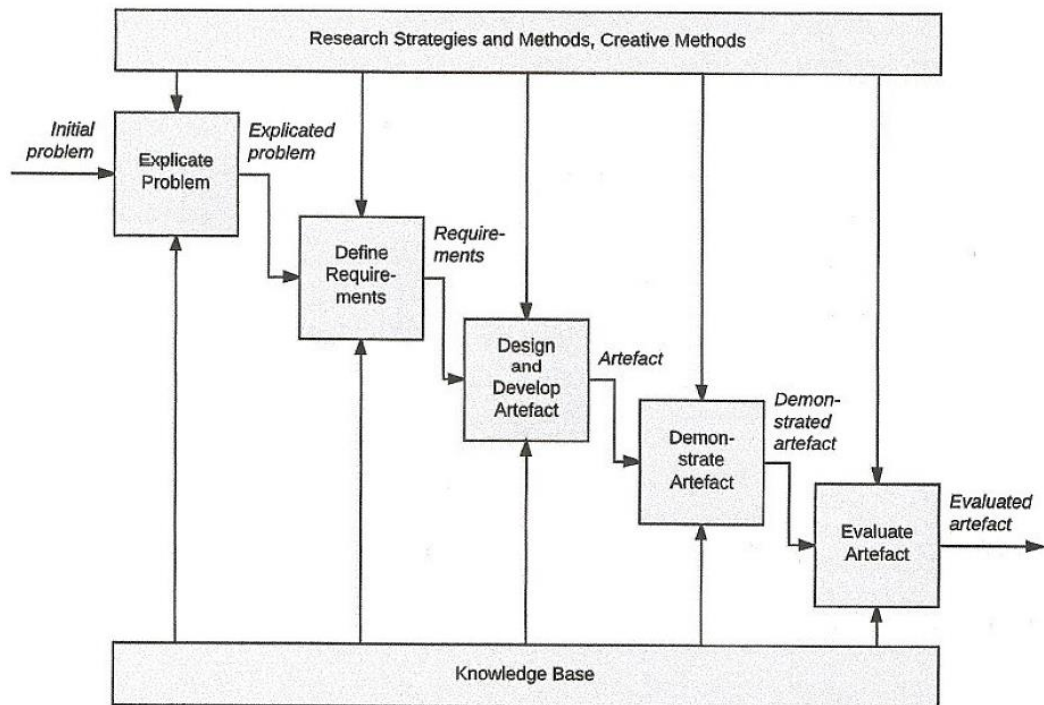 Research Strategies and Methods, Creative Methods
Initial
problem
Explicate
Problem
Explicated
problem
Define
Require-
ments
Require-
ments
Design
and
Develop
Artefact
Artefact
Demon-
strate
Artefact
Demon-
strated
artefact
Evaluate
Artefact
Evaluated
artefact
Knowledge Base